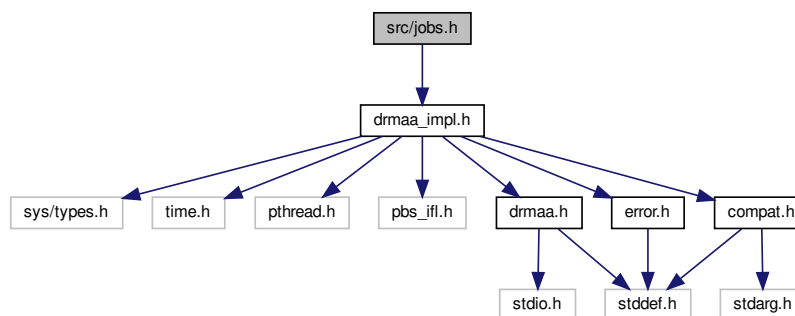 src/jobs.h
drmaa_impl.h
sys/types.h
time.h
pthread.h
pbs_ifl.h
drmaa.h
error.h
compat.h
stdio.h
stddef.h
stdarg.h